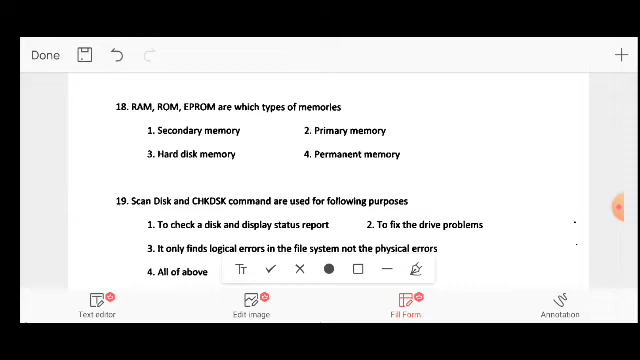 Done
18. RAM, ROM, EPROM are which types of memories
1. Secondary memory 2. Primary memory
3. Hard disk memory 4. Permanent memory
19. Scan Disk and CHKDSK command are used for following purposes
1. To check a disk and display status report 2. To fix the drive problems
3. It only finds logical errors in the file system not the physical errors
4. All of above
Tт
Text editor Edit image Fill Form Annotation